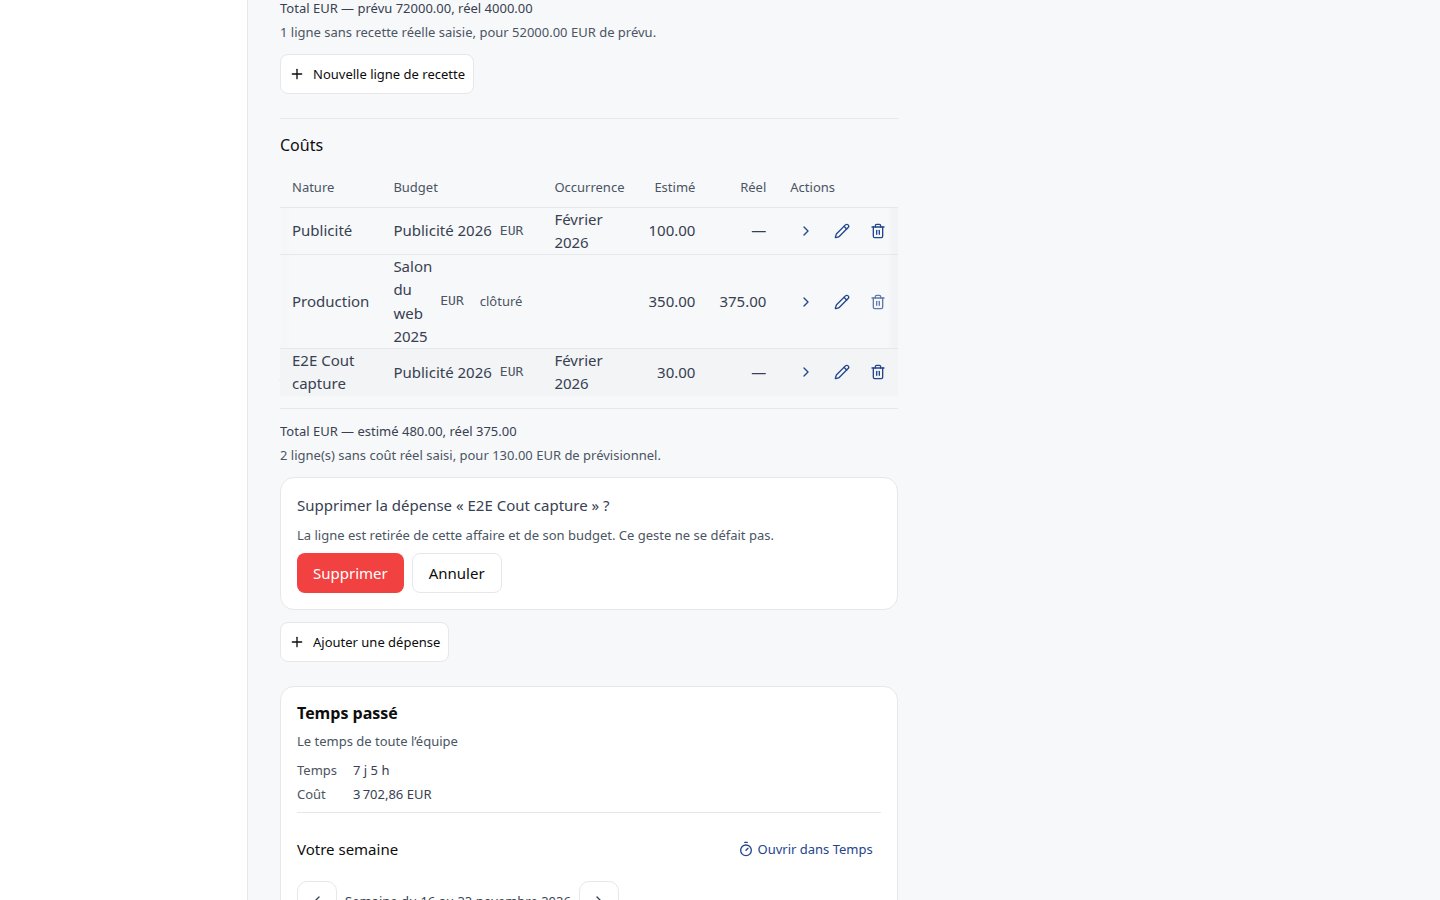 Total EUR — prévu 72000.00, réel 4000.00
1 ligne sans recette réelle saisie, pour 52000.00 EUR de prévu.
Nouvelle ligne de recette
Coûts
Nature Budget Occurrence Estimé Réel Actions
Publicité Publicité 2026 EUR Février 2026 100.00 —
Production Salon du web 2025 EUR clôturé 350.00 375.00
E2E Cout capture Publicité 2026 EUR Février 2026 30.00 —
Total EUR — estimé 480.00, réel 375.00
2 ligne(s) sans coût réel saisi, pour 130.00 EUR de prévisionnel.
Supprimer la dépense « E2E Cout capture » ?
La ligne est retirée de cette affaire et de son budget. Ce geste ne se défait pas.
Supprimer Annuler
Ajouter une dépense
Temps passé
Le temps de toute l’équipe
Temps 7 j 5 h
Coût 3 702,86 EUR
Votre semaine Ouvrir dans Temps